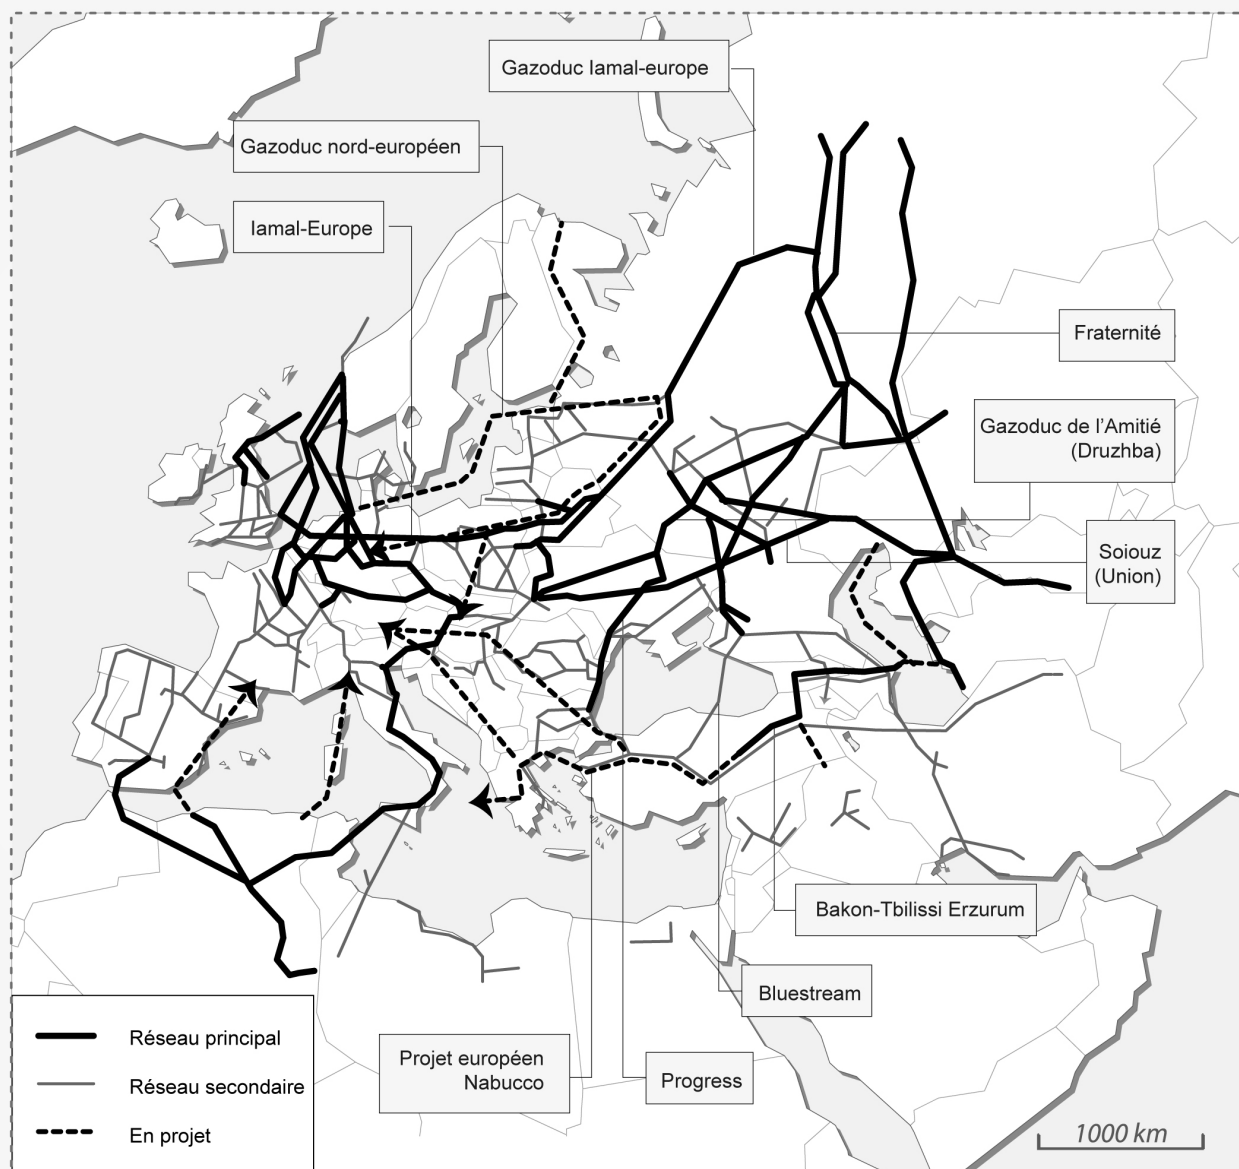 Gazoduc Iamal-europe
Gazoduc nord-européen
Iamal-Europe
Fraternité
Gazoduc de l'Amitié
(Druzhba)
Soiouz
(Union)
Bakon-Tbilissi Erzurum
Bluestream
Projet européen
Nabucco
Progress
Réseau principal
Réseau secondaire
En projet
1000 km